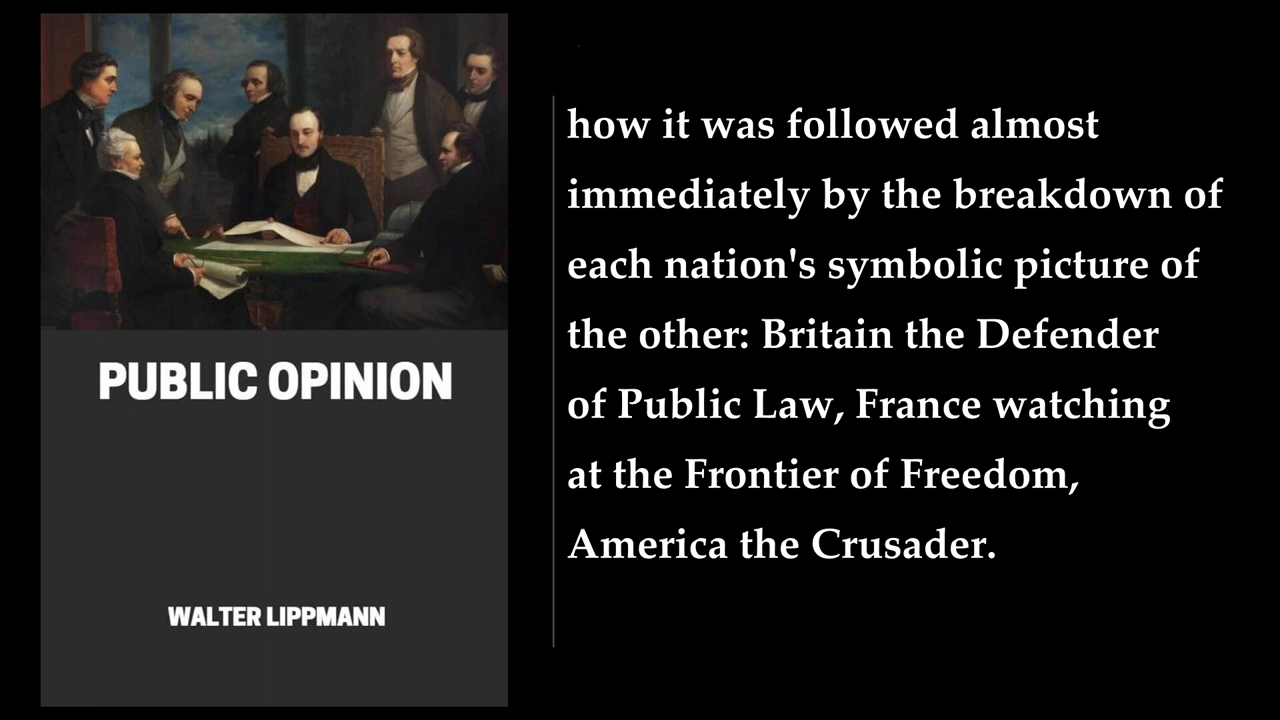 PUBLIC OPINION
WALTER LIPPMANN
how it was followed almost
immediately by the breakdown of
each nation's symbolic picture of
the other: Britain the Defender
of Public Law, France watching
at the Frontier of Freedom,
America the Crusader.